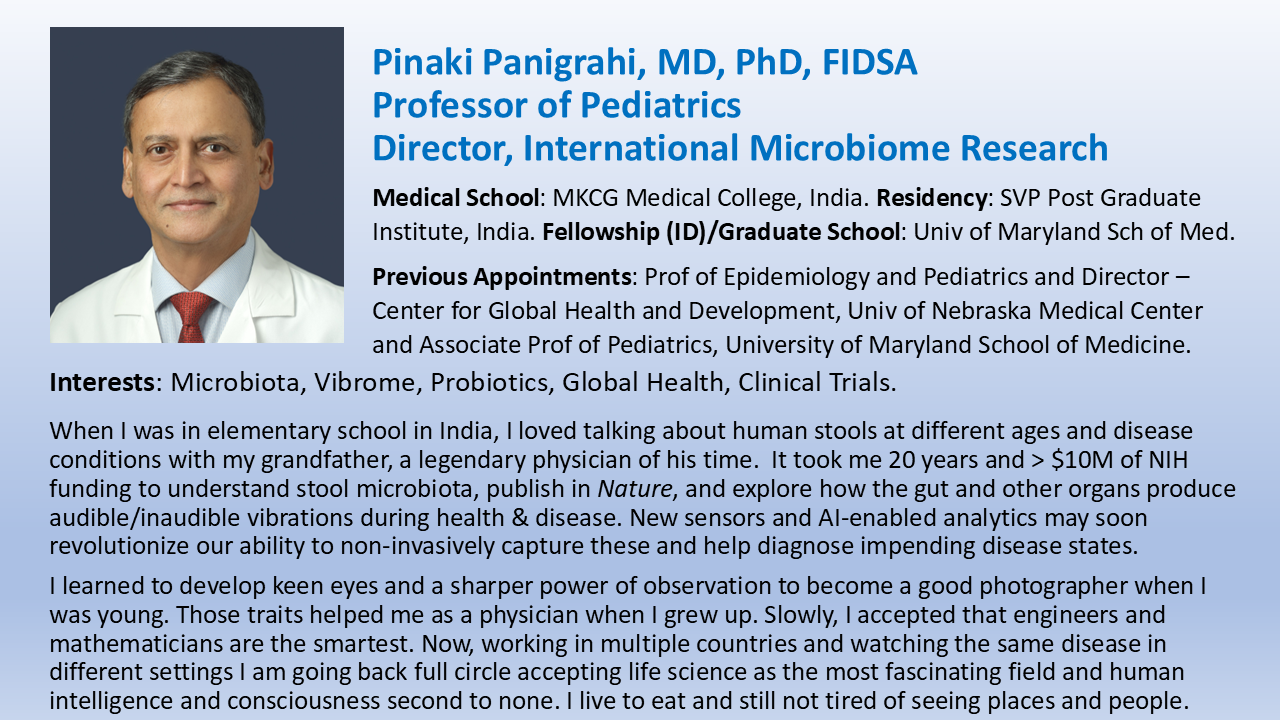 Pinaki Panigrahi, MD, PhD, FIDSA
Professor of Pediatrics
Director, International Microbiome Research
Medical School: MKCG Medical College, India. Residency: SVP Post Graduate
Institute, India. Fellowship (ID)/Graduate School: Univ of Maryland Sch of Med.
Previous Appointments: Prof of Epidemiology and Pediatrics and Director –
Center for Global Health and Development, Univ of Nebraska Medical Center
and Associate Prof of Pediatrics, University of Maryland School of Medicine.
Interests: Microbiota, Vibrome, Probiotics, Global Health, Clinical Trials.
When I was in elementary school in India, I loved talking about human stools at different ages and disease
conditions with my grandfather, a legendary physician of his time.  It took me 20 years and > $10M of NIH
funding to understand stool microbiota, publish in Nature, and explore how the gut and other organs produce
audible/inaudible vibrations during health & disease. New sensors and AI-enabled analytics may soon
revolutionize our ability to non-invasively capture these and help diagnose impending disease states.
I learned to develop keen eyes and a sharper power of observation to become a good photographer when I
was young. Those traits helped me as a physician when I grew up. Slowly, I accepted that engineers and
mathematicians are the smartest. Now, working in multiple countries and watching the same disease in
different settings I am going back full circle accepting life science as the most fascinating field and human
intelligence and consciousness second to none. I live to eat and still not tired of seeing places and people.